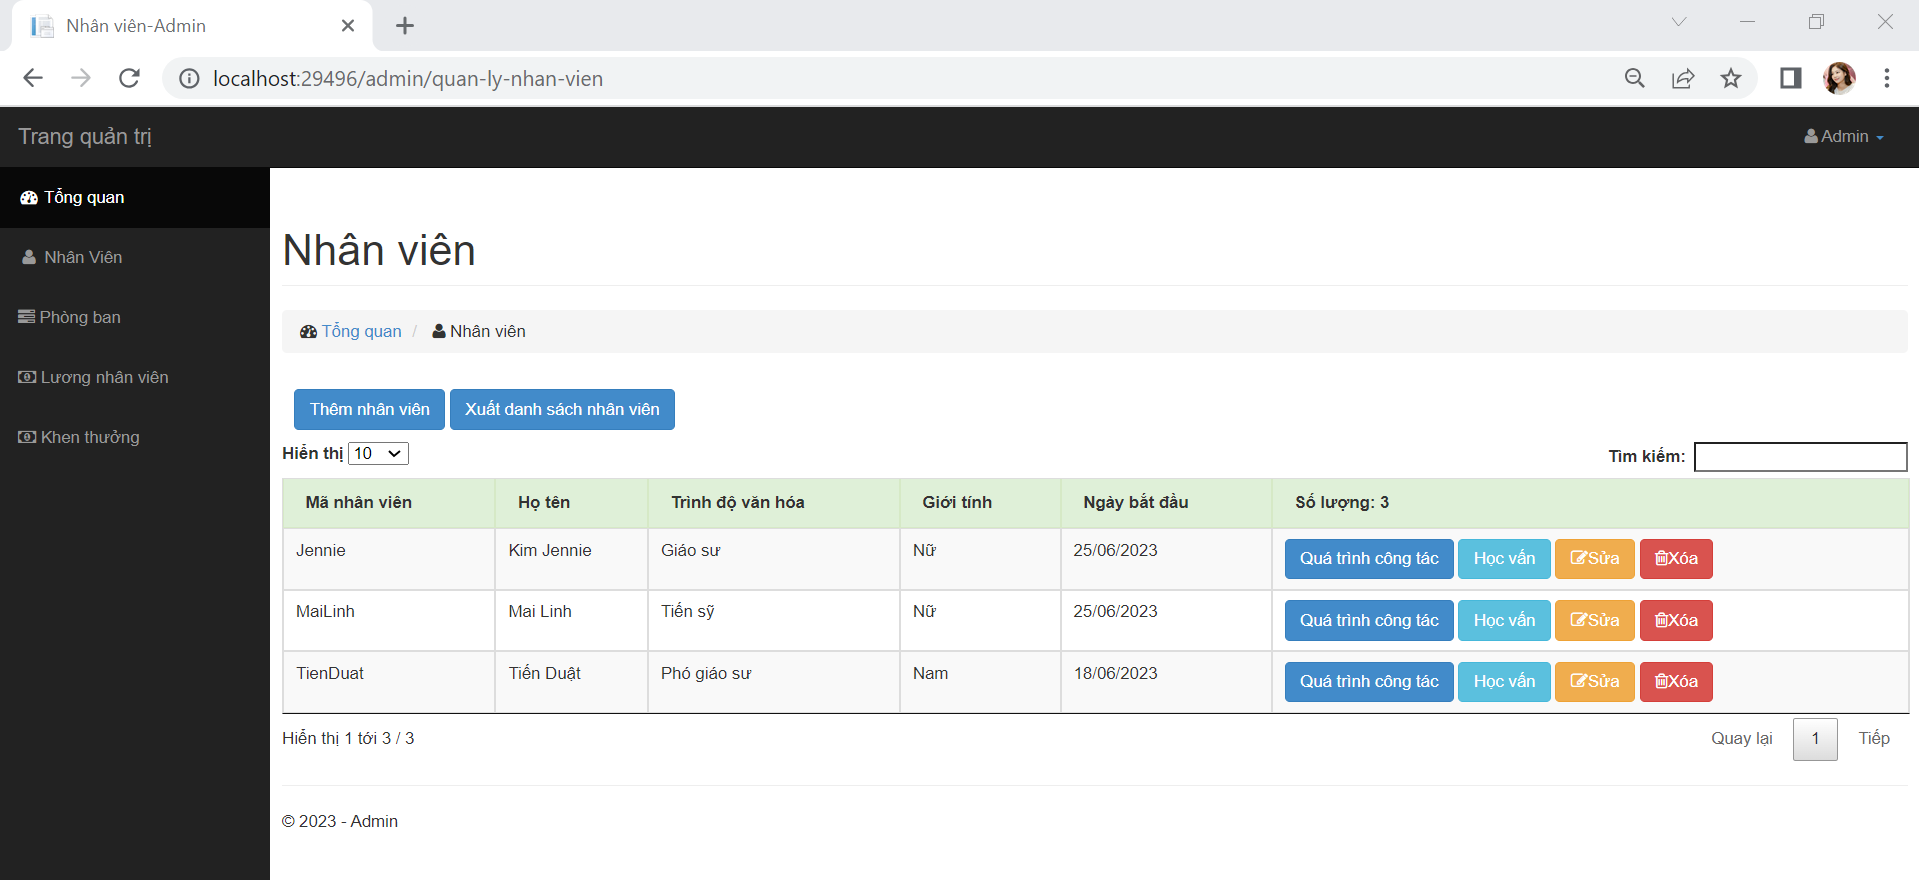 Nhân viên-Admin
localhost:29496/admin/quan-ly-nhan-vien
Trang quản trị
Admin
Tổng quan
Nhân Viên
Phòng ban
Lương nhân viên
Khen thưởng
Nhân viên
Tổng quan / Nhân viên
Thêm nhân viên Xuất danh sách nhân viên
Hiển thị 10 Tìm kiếm:
Mã nhân viên Họ tên Trình độ văn hóa Giới tính Ngày bắt đầu Số lượng: 3
Jennie Kim Jennie Giáo sư Nữ 25/06/2023 Quá trình công tác Học vấn Sửa Xóa
MaiLinh Mai Linh Tiến sỹ Nữ 25/06/2023 Quá trình công tác Học vấn Sửa Xóa
TienDuat Tiến Duật Phó giáo sư Nam 18/06/2023 Quá trình công tác Học vấn Sửa Xóa
Hiển thị 1 tới 3 / 3 Quay lại 1 Tiếp
© 2023 - Admin